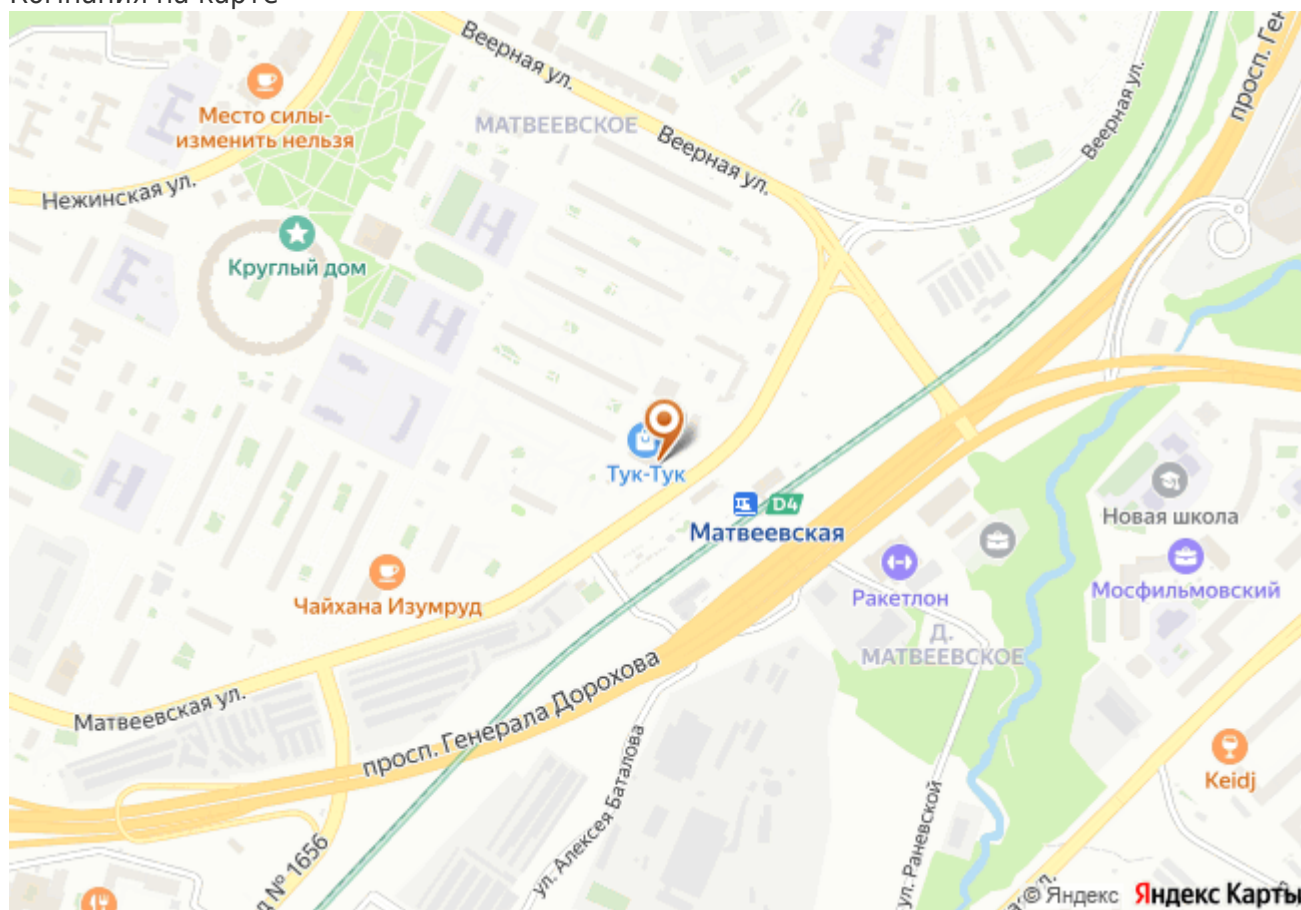 Компания на карте
Веерная ул.
просп. Ген
Место силы-
изменить нельзя
МАТВЕЕВСКОЕ
Веерная ул.
Веерная ул.
Нежинская ул.
Круглый дом
Тук-Тук
D4
Матвеевская
Новая школа
Чайхана Изумруд
Ракетлон
Мосфильмовский
Д.
МАТВЕЕВСКОЕ
Матвеевская ул.
просп. Генерала Дорохова
Keidj
ул. Алексея Баталова
ул. Раневской
№ 1656
© Яндекс Яндекс Карты